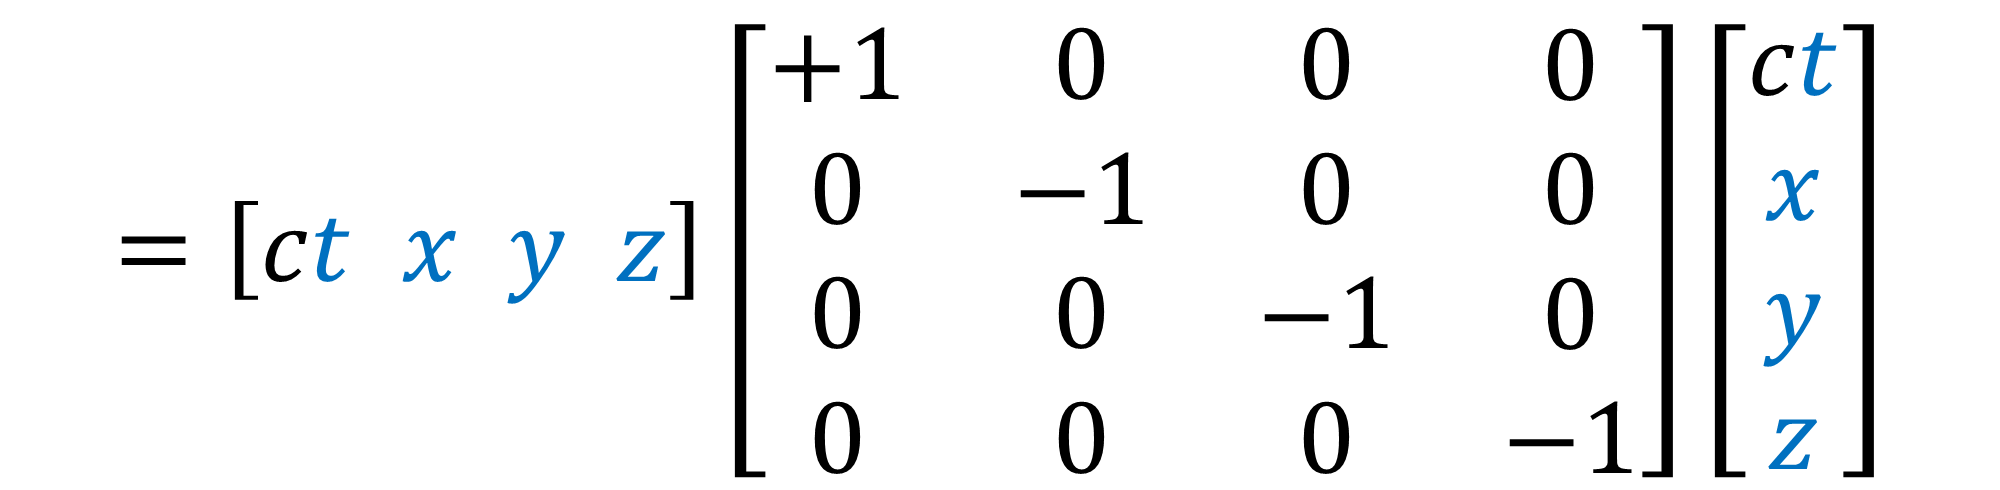 +1 0 0 0 ct
0 −1 0 0 x
= [ct x y z]
0 0 −1 0 y
0 0 0 −1 z